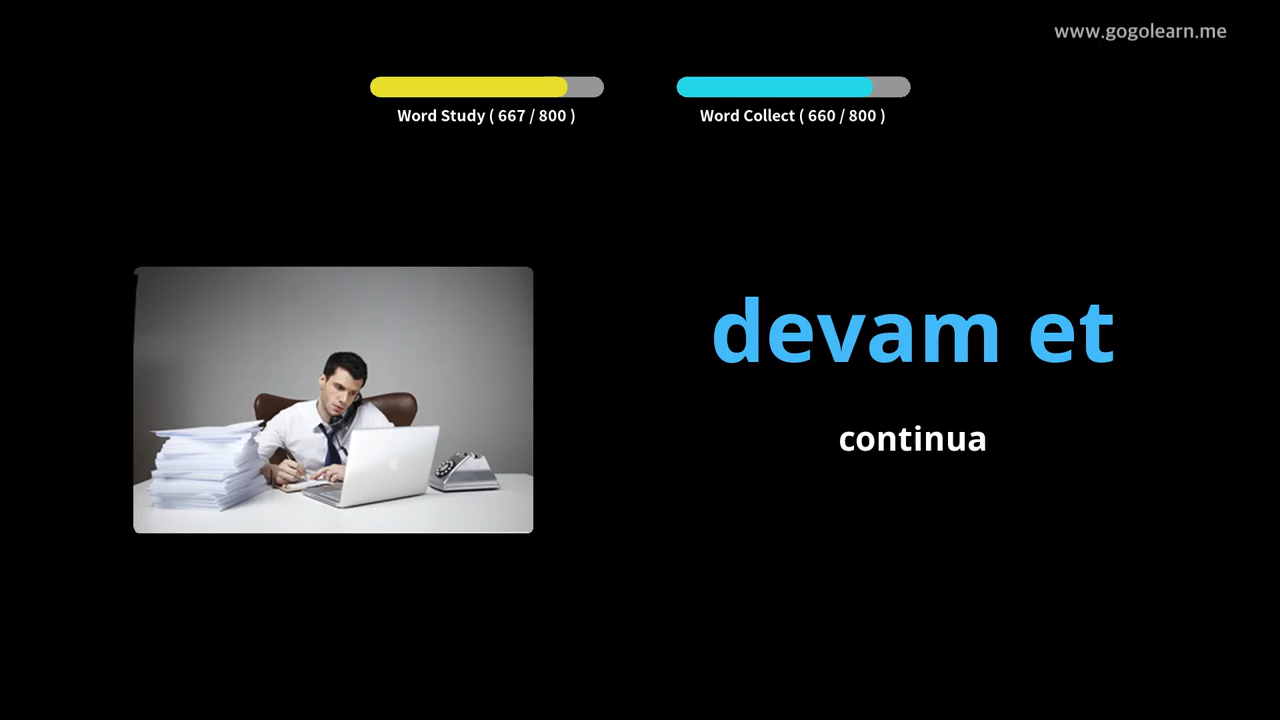 www.gogolearn.me
Word Study ( 667 / 800 )
Word Collect ( 660 / 800 )
devam et
continua